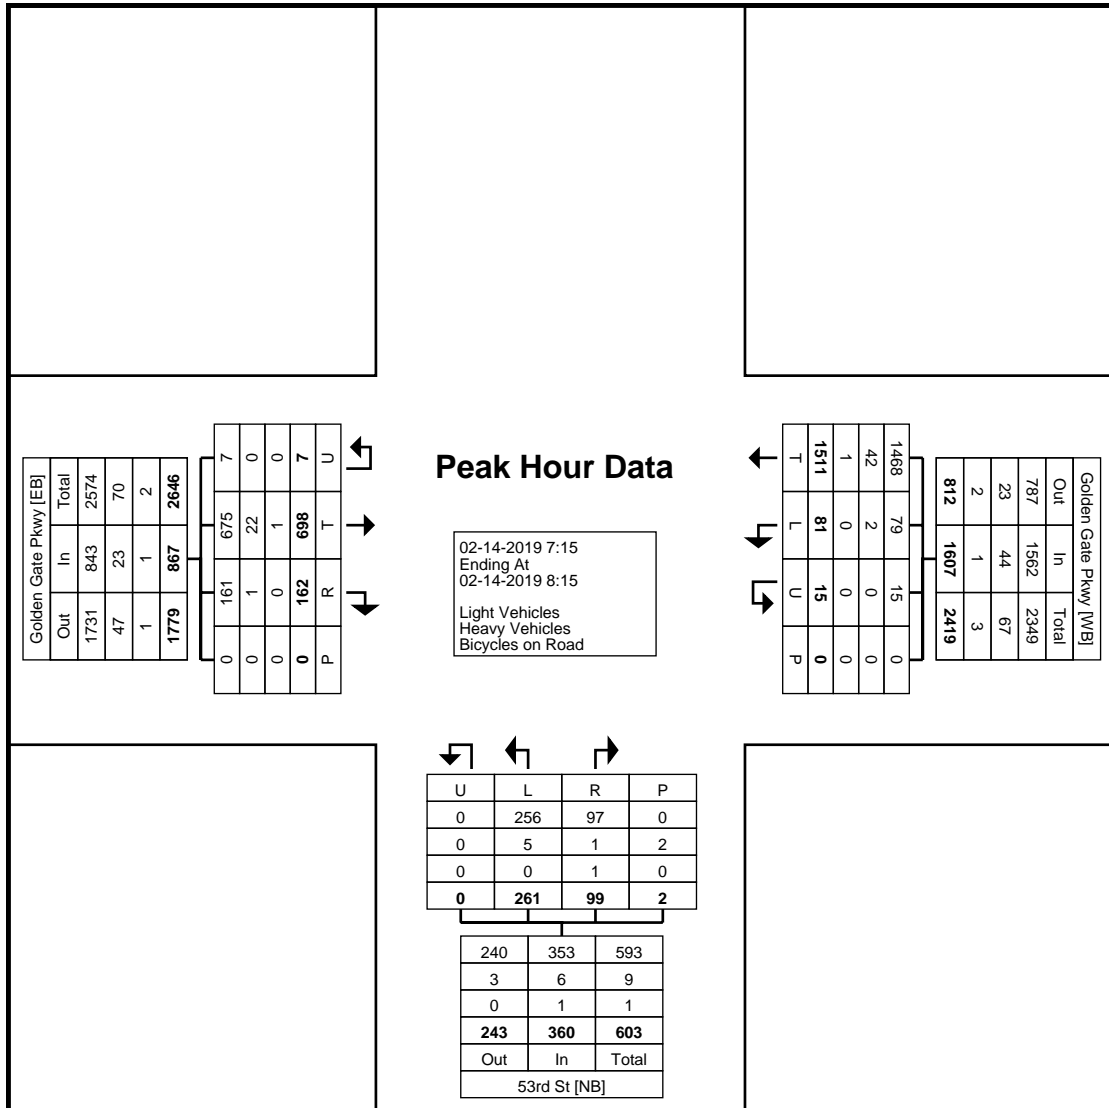 Peak Hour Data
02-14-2019 7:15
Ending At
02-14-2019 8:15
Light Vehicles
Heavy Vehicles
Bicycles on Road
Golden Gate Pkwy [EB]
Total In Out
2574 843 1731
70 23 47
2 1 1
2646 867 1779
7 675 161 0
0 22 1 0
0 1 0 0
7 698 162 0
U T R P
Golden Gate Pkwy [WB]
Out In Total
787 1562 2349
23 44 67
2 1 3
812 1607 2419
1468 79 15 0
42 2 0 0
1 0 0 0
1511 81 15 0
T L U P
U L R P
0 256 97 0
0 5 1 2
0 0 1 0
0 261 99 2
240 353 593
3 6 9
0 1 1
243 360 603
Out In Total
53rd St [NB]